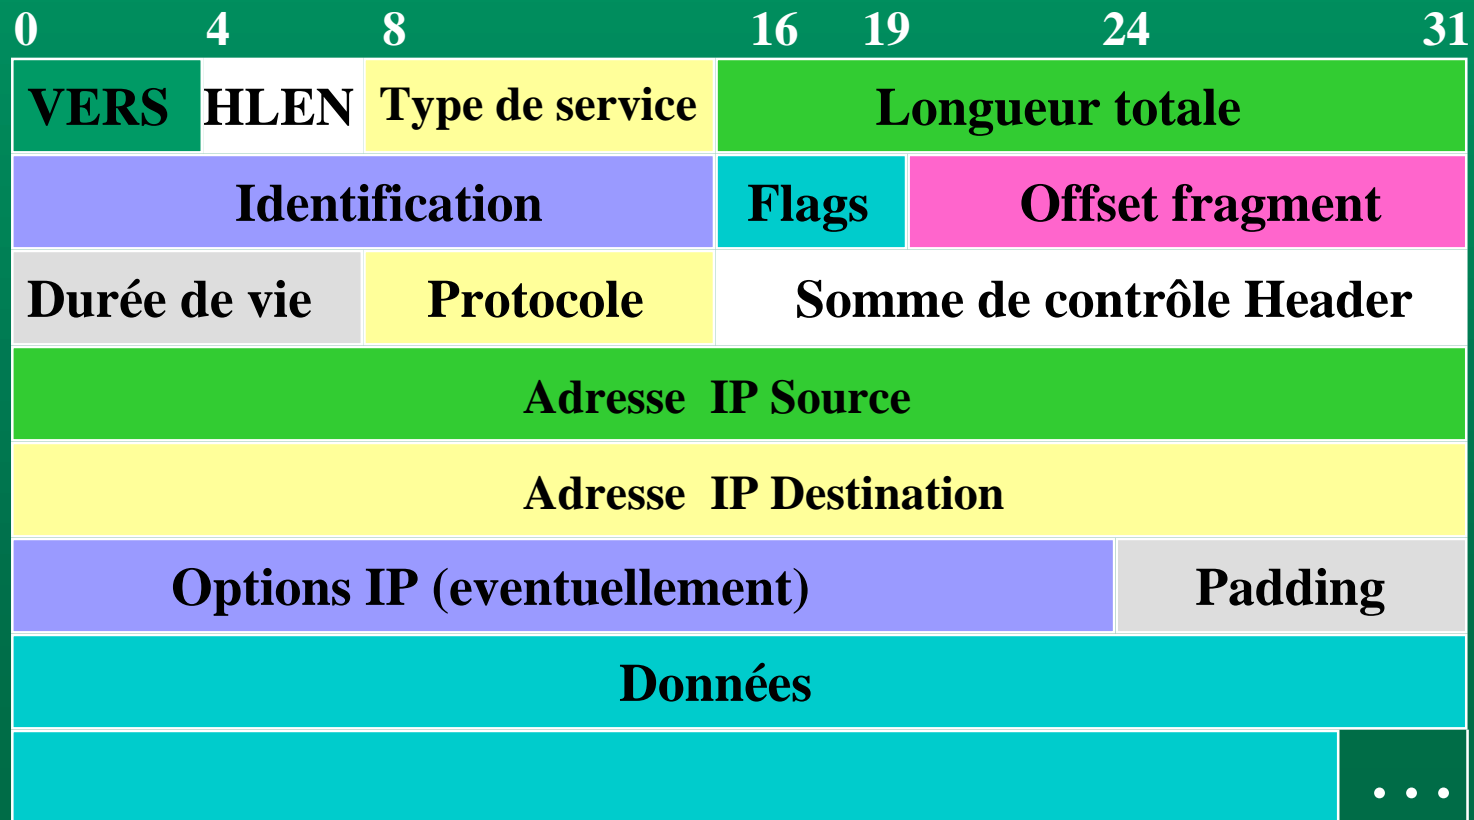 0 4 8 16 19 24 31
VERS HLEN Type de service Longueur totale
Identification Flags Offset fragment
Durée de vie Protocole Somme de contrôle Header
Adresse IP Source
Adresse IP Destination
Options IP (eventuellement) Padding
Données
...